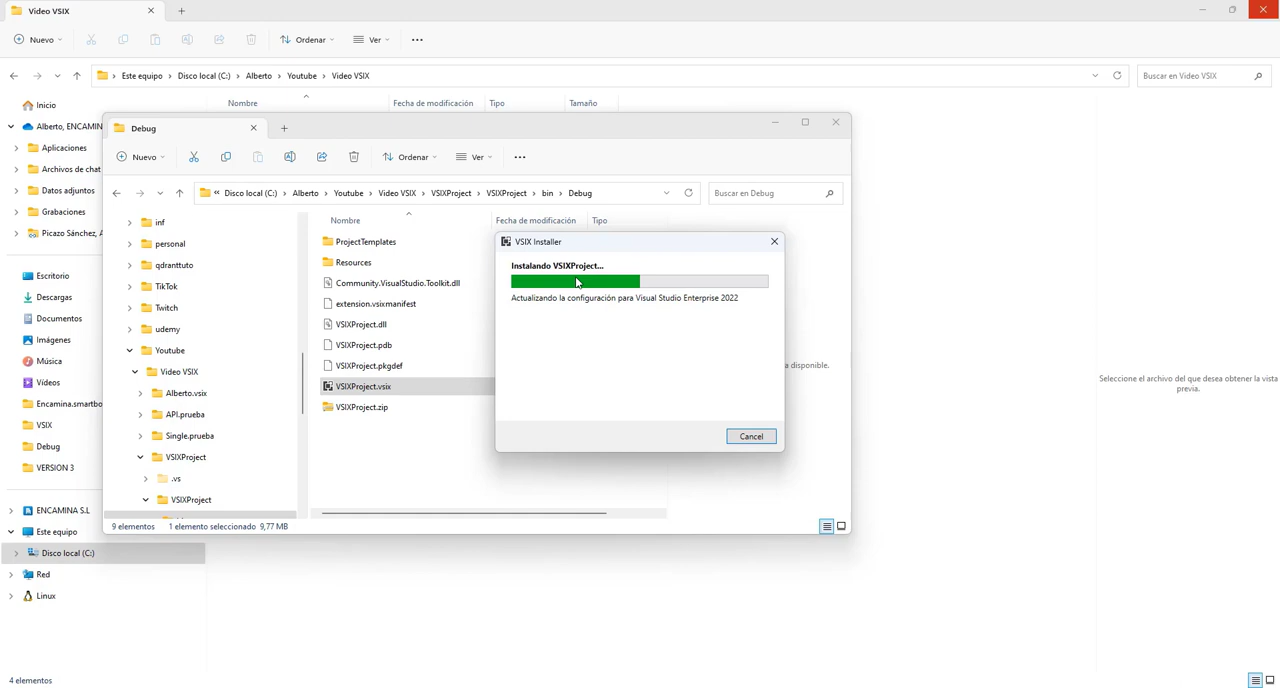 Video VSIX
Nuevo
Ordenar
Ver
Este equipo > Disco local (C:) > Alberto > Youtube > Video VSIX
Buscar en Video VSIX
Nombre
Fecha de modificación
Tipo
Tamaño
Inicio
Alberto, ENCAMIN
Aplicaciones
Archivos de chat
Datos adjuntos
Grabaciones
Picazo Sánchez, A
Escritorio
Descargas
Documentos
Imágenes
Música
Vídeos
Encamina.smartbo
VSIX
Debug
VERSION 3
ENCAMINA S.L
Este equipo
Disco local (C:)
Red
Linux
4 elementos
Debug
Nuevo
Ordenar
Ver
« Disco local (C:) > Alberto > Youtube > Video VSIX > VSIXProject > VSIXProject > bin > Debug
Buscar en Debug
inf
personal
qdranttuto
TikTok
Twitch
udemy
Youtube
Video VSIX
Alberto.vsix
API.prueba
Single.prueba
VSIXProject
.vs
VSIXProject
Nombre
Fecha de modificación
Tipo
ProjectTemplates
Resources
Community.VisualStudio.Toolkit.dll
extension.vsixmanifest
VSIXProject.dll
VSIXProject.pdb
VSIXProject.pkgdef
VSIXProject.vsix
VSIXProject.zip
a disponible.
9 elementos
1 elemento seleccionado 9,77 MB
VSIX Installer
Instalando VSIXProject...
Actualizando la configuración para Visual Studio Enterprise 2022
Cancel
Seleccione el archivo del que desea obtener la vista
previa.